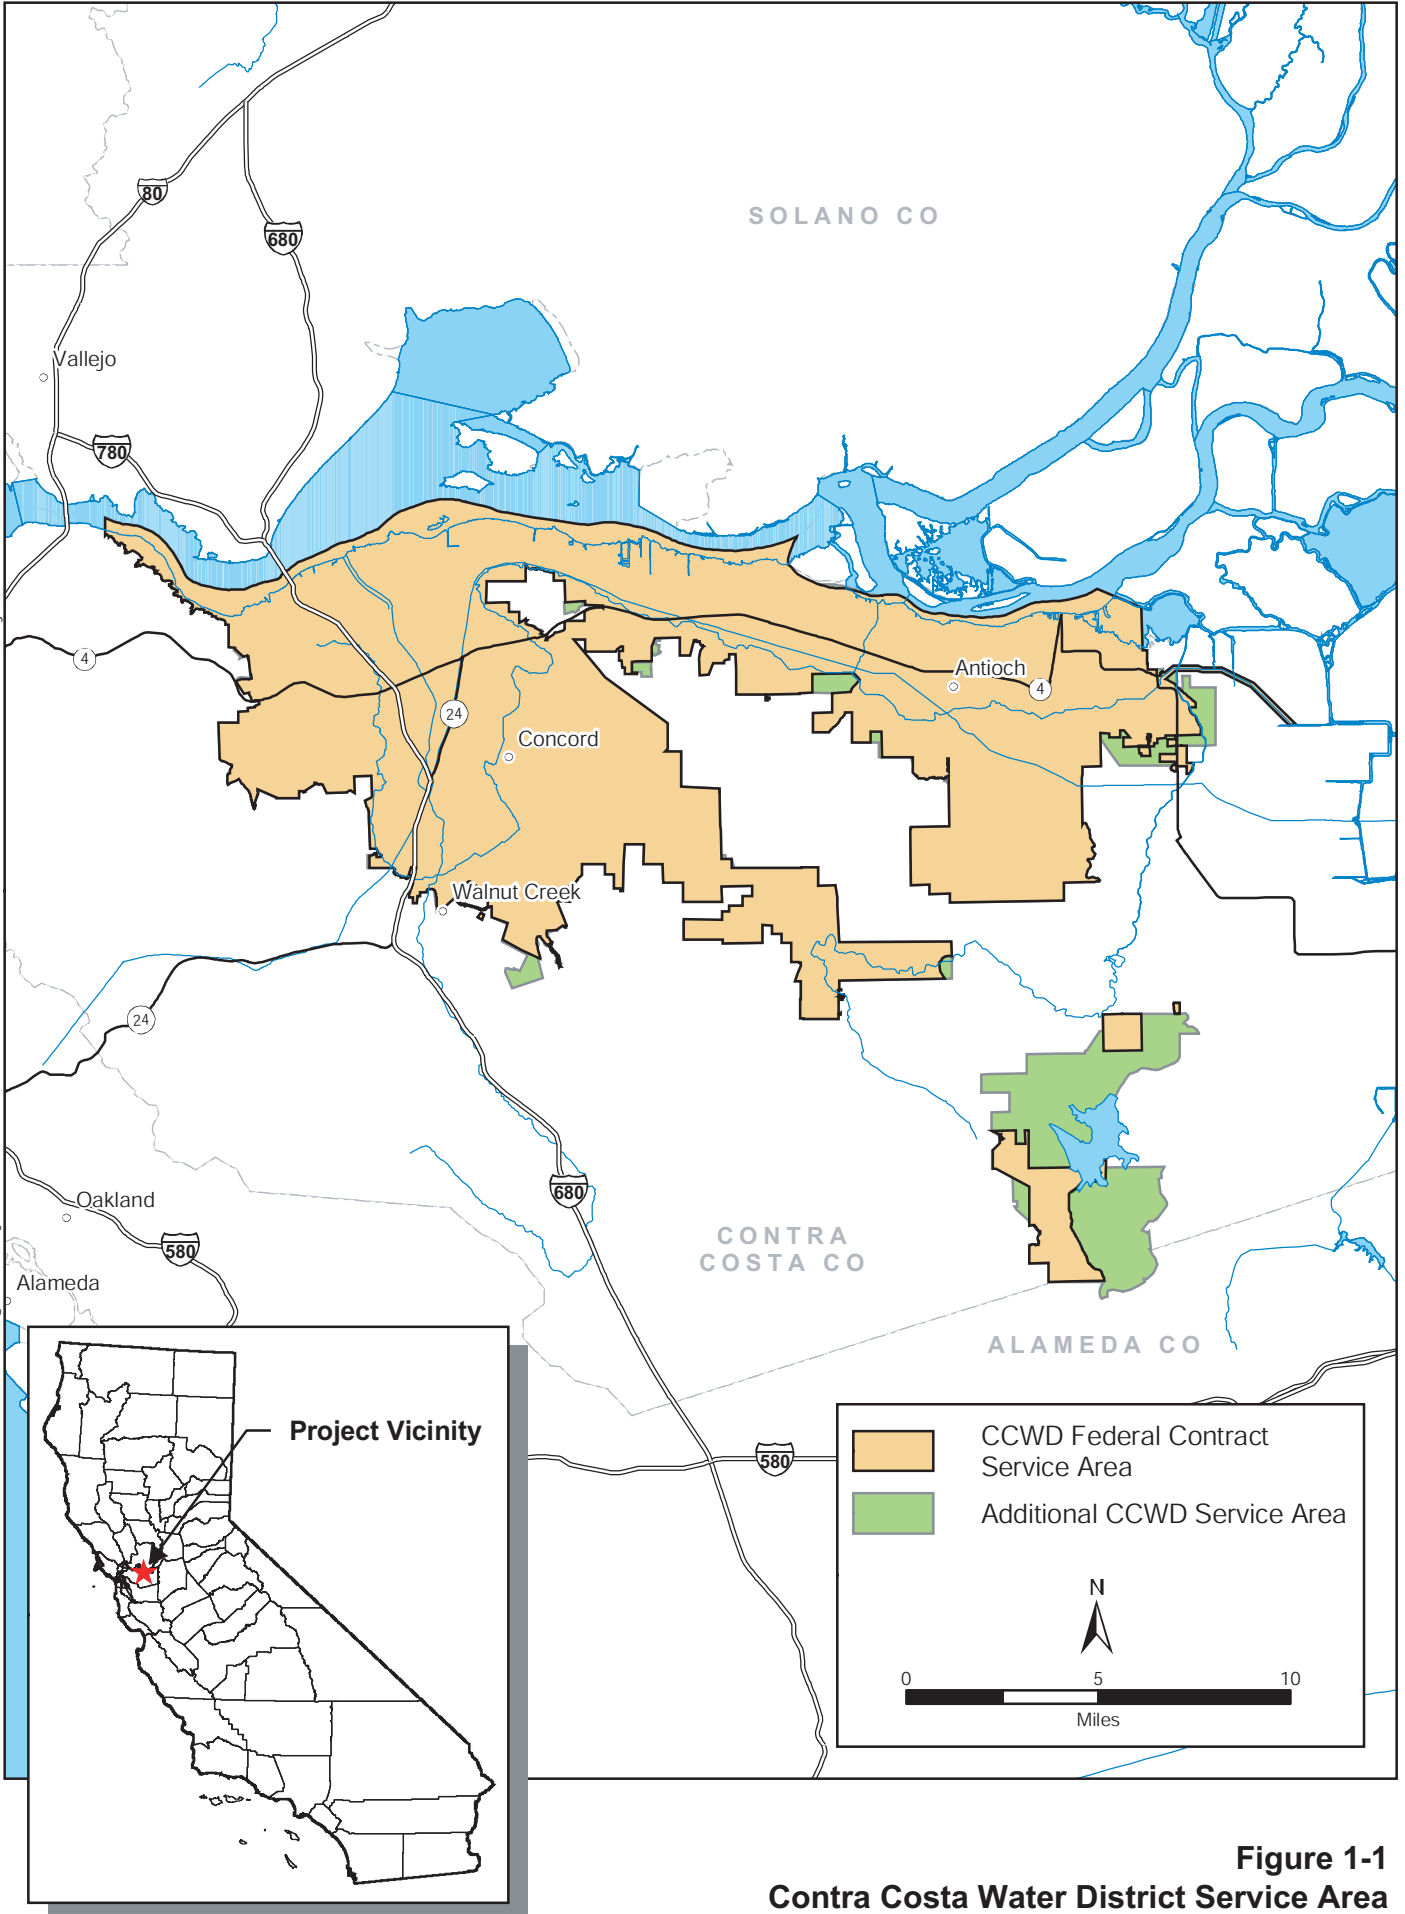 80
SOLANO CO
680
Vallejo
780
4
Antioch
4
24
Concord
Walnut Creek
24
680
Oakland
CONTRA
COSTA CO
580
Alameda
ALAMEDA CO
Project Vicinity
580
CCWD Federal Contract
Service Area
Additional CCWD Service Area
N
0 5 10
Miles
Figure 1-1
Contra Costa Water District Service Area